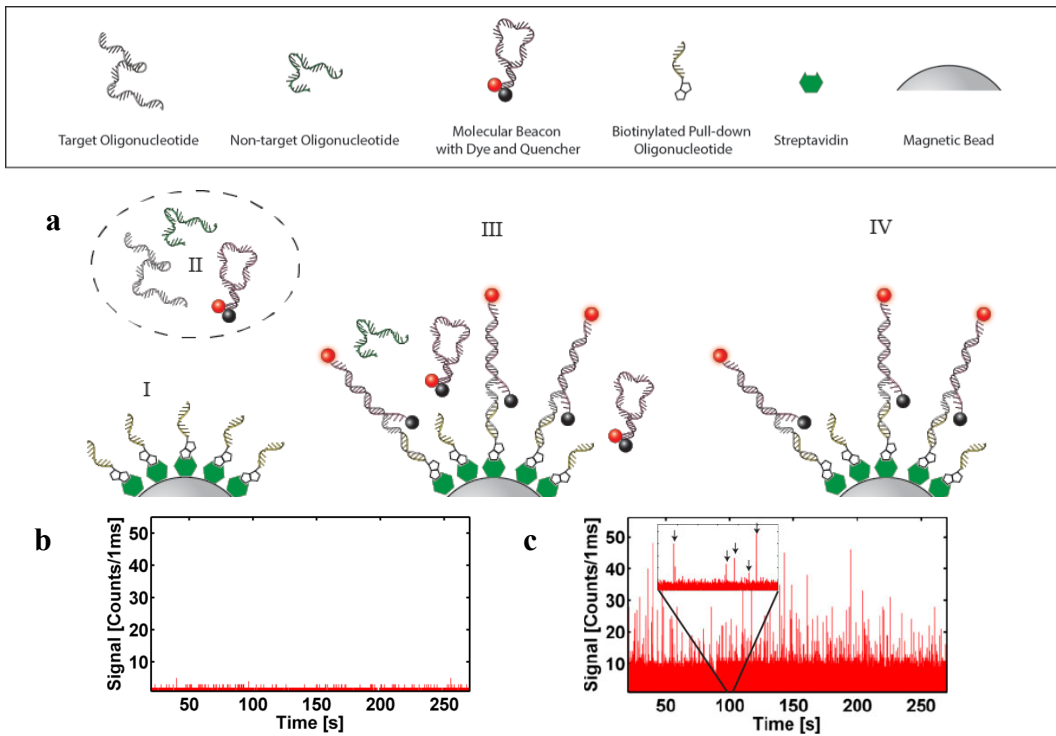 Target Oligonucleotide
Non-target Oligonucleotide
Molecular Beacon
with Dye and Quencher
Biotinylated Pull-down
Oligonucleotide
Streptavidin
Magnetic Bead
a
I
II
III
IV
b
Signal [Counts/1ms]
50
40
30
20
10
50
100
150
200
250
Time [s]
c
Signal [Counts/1ms]
50
40
30
20
10
50
100
150
200
250
Time [s]